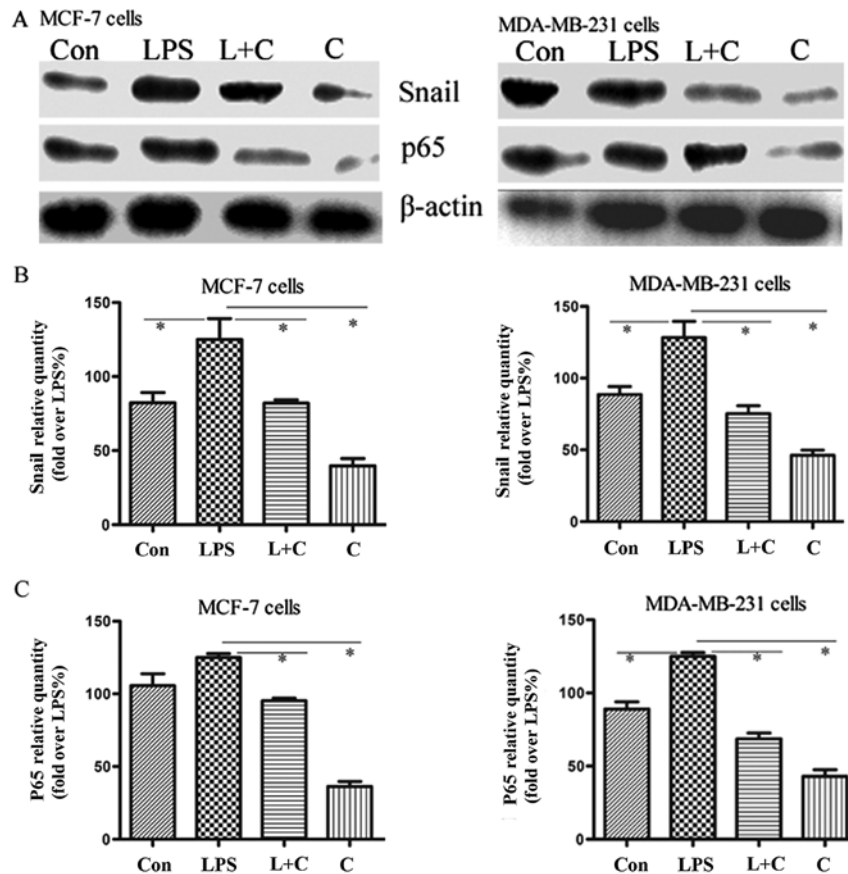 A MCF-7 cells MDA-MB-231 cells
Con LPS L+C C Con LPS L+C C
Snail
p65
β-actin
B
MCF-7 cells
150
100
50
0
Snail relative quantity
(fold over LPS%)
* * *
Con LPS L+C C
MDA-MB-231 cells
150
100
50
0
Snail relative quantity
(fold over LPS%)
* * *
Con LPS L+C C
C
MCF-7 cells
150
100
50
0
P65 relative quantity
(fold over LPS%)
* *
Con LPS L+C C
MDA-MB-231 cells
150
100
50
0
P65 relative quantity
(fold over LPS%)
* * *
Con LPS L+C C